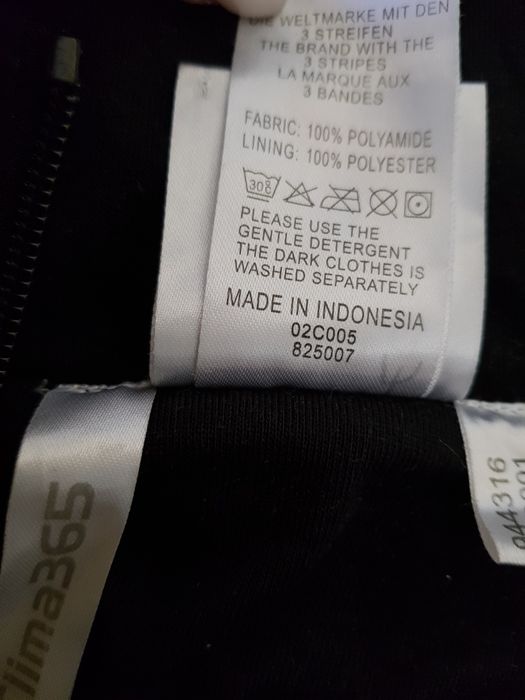 DIE WELTMARKE MIT DEN
3 STREIFEN
THE BRAND WITH THE
3 STRIPES
LA MARQUE AUX
3 BANDES
FABRIC: 100% POLYAMIDE
LINING: 100% POLYESTER
30°C
PLEASE USE THE
GENTLE DETERGENT
THE DARK CLOTHES IS
WASHED SEPARATELY
MADE IN INDONESIA
02C005
825007
lima365
944316